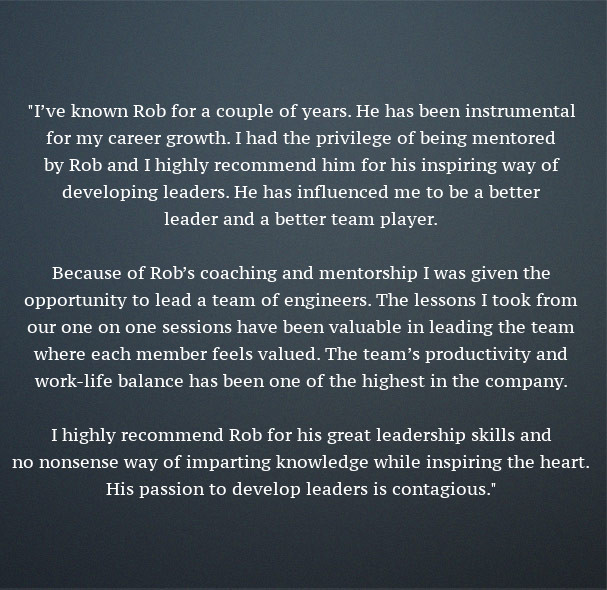 "I’ve known Rob for a couple of years. He has been instrumental
for my career growth. I had the privilege of being mentored
by Rob and I highly recommend him for his inspiring way of
developing leaders. He has influenced me to be a better
leader and a better team player.
Because of Rob’s coaching and mentorship I was given the
opportunity to lead a team of engineers. The lessons I took from
our one on one sessions have been valuable in leading the team
where each member feels valued. The team’s productivity and
work-life balance has been one of the highest in the company.
I highly recommend Rob for his great leadership skills and
no nonsense way of imparting knowledge while inspiring the heart.
His passion to develop leaders is contagious."